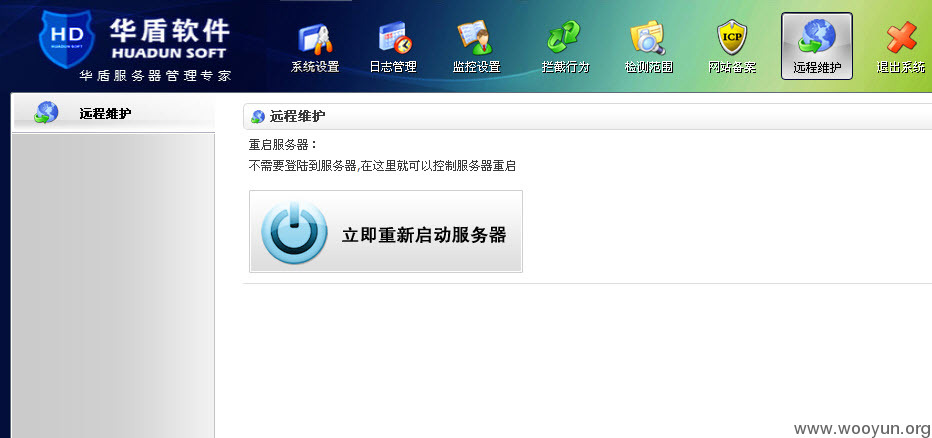 HD
HUADUN SOFT
华盾软件
HUADUN SOFT
华盾服务器管理专家
系统设置
日志管理
监控设置
拦截行为
检测范围
ICP
网站备案
远程维护
退出系统
远程维护
远程维护
重启服务器：
不需要登陆到服务器,在这里就可以控制服务器重启
立即重新启动服务器
www.wooyun.org